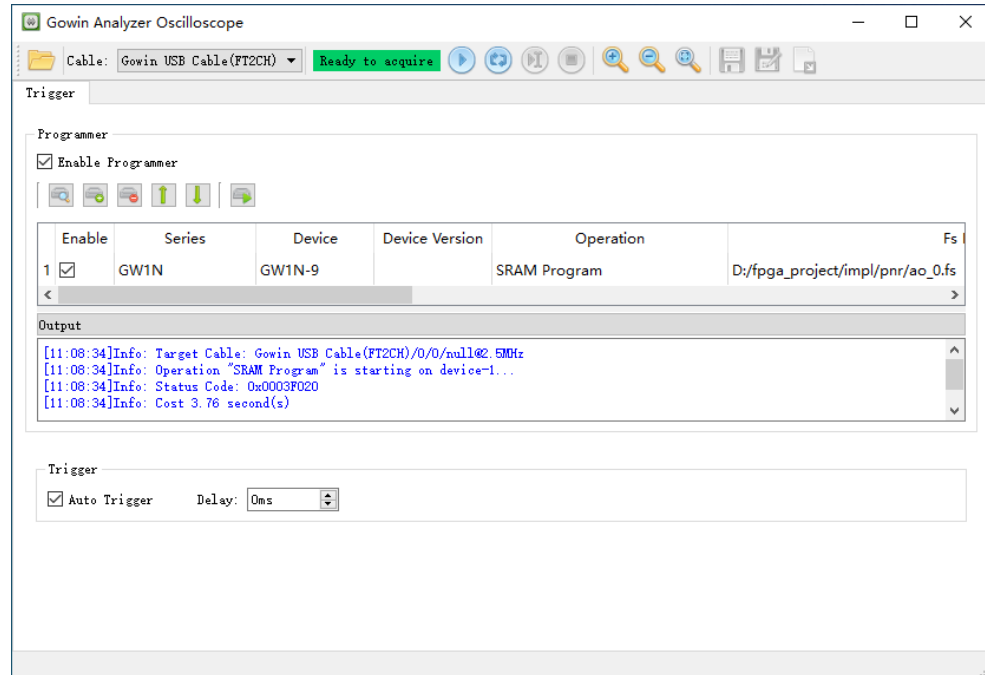 Gowin Analyzer Oscilloscope
Cable: Gowin USB Cable(FT2CH) Ready to acquire
Trigger
Programmer
Enable Programmer
Enable Series Device Device Version Operation Fs
1 GW1N GW1N-9 SRAM Program D:/fpga_project/impl/pnr/ao_0.fs
Output
[11:08:34]Info: Target Cable: Gowin USB Cable(FT2CH)/0/0/null@2.5MHz
[11:08:34]Info: Operation "SRAM Program" is starting on device-1...
[11:08:34]Info: Status Code: 0x0003F020
[11:08:34]Info: Cost 3.76 second(s)
Trigger
Auto Trigger Delay: 0ms